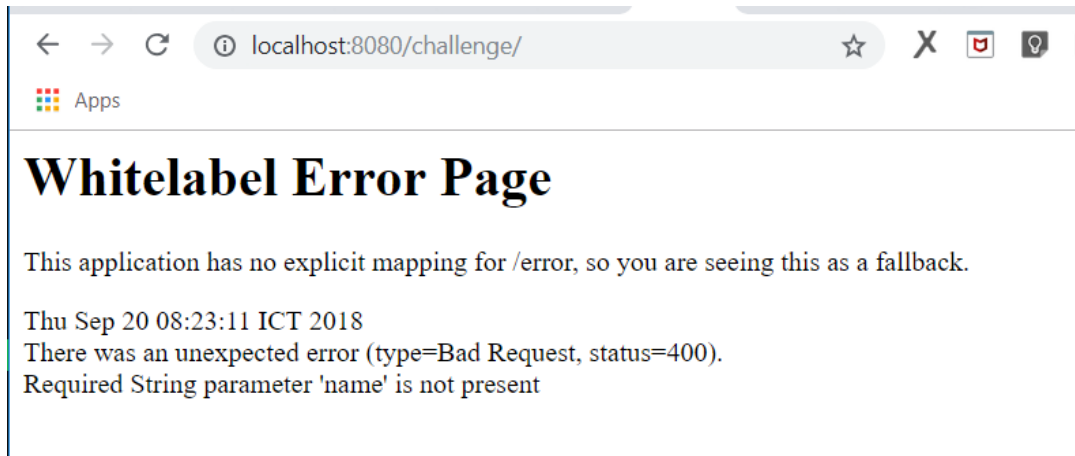 localhost:8080/challenge/
Apps
Whitelabel Error Page
This application has no explicit mapping for /error, so you are seeing this as a fallback.
Thu Sep 20 08:23:11 ICT 2018
There was an unexpected error (type=Bad Request, status=400).
Required String parameter 'name' is not present